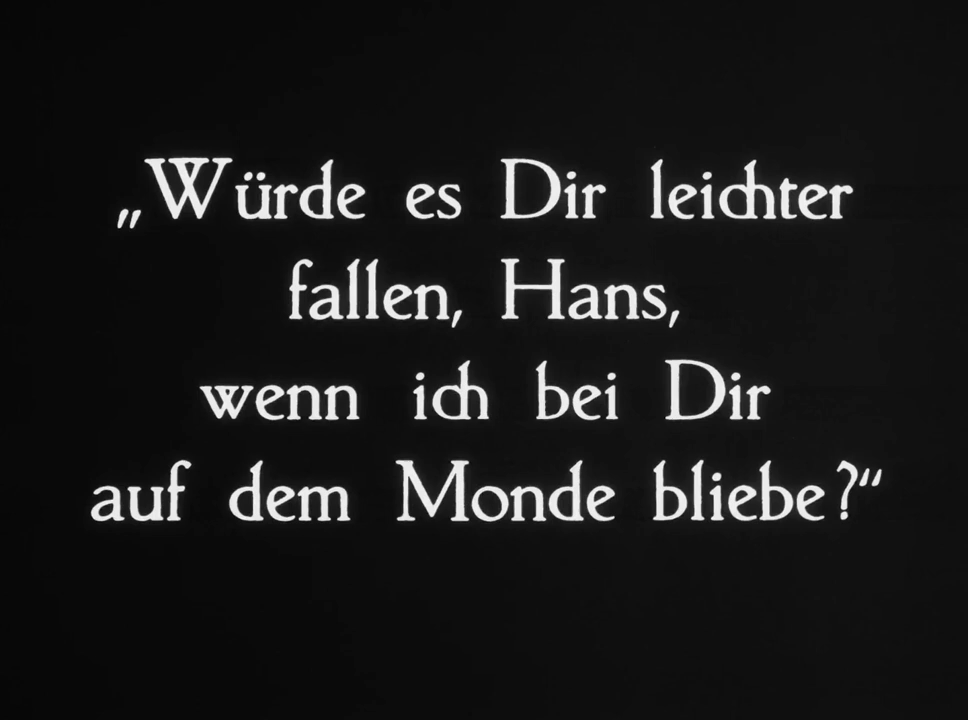 „Würde es Dir leichter
fallen, Hans,
wenn ich bei Dir
auf dem Monde bliebe?“